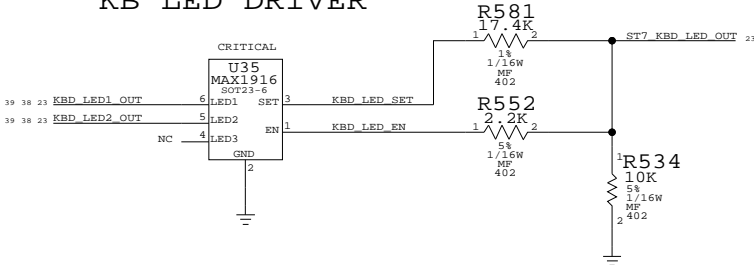 KB LED DRIVER
CRITICAL
U35
MAX1916
SOT23-6
39 38 23 KBD_LED1_OUT 6 LED1 SET 3 KBD_LED_SET
39 38 23 KBD_LED2_OUT 5 LED2
EN 1 KBD_LED_EN
NC 4 LED3
GND
2
R581
17.4K
1 2
1%
1/16W
MF
402
ST7_KBD_LED_OUT 23
R552
2.2K
1 2
5%
1/16W
MF
402
1 R534
10K
5%
1/16W
MF
2 402